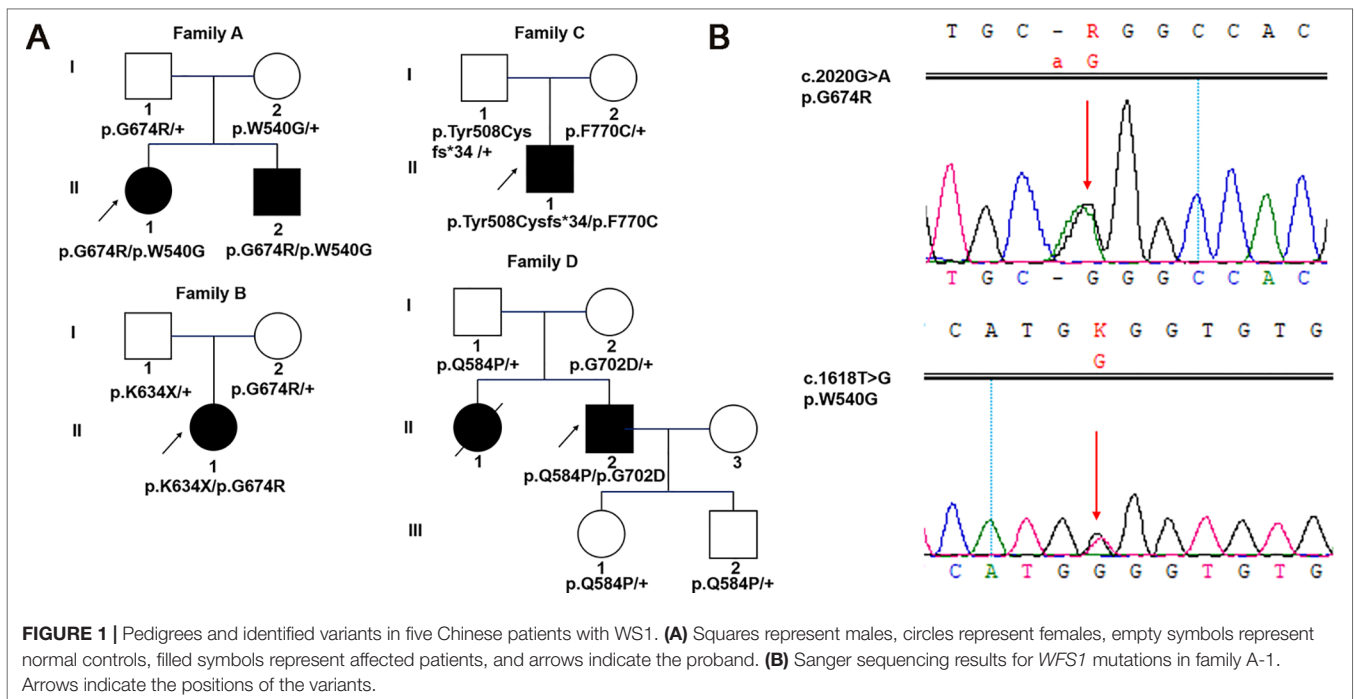 A
Family A
I
1
2
p.G674R/+
p.W540G/+
II
1
2
p.G674R/p.W540G
p.G674R/p.W540G
Family B
I
1
2
p.K634X/+
p.G674R/+
II
1
p.K634X/p.G674R
Family C
I
1
2
p.Tyr508Cys
fs*34 /+
p.F770C/+
II
1
p.Tyr508Cysfs*34/p.F770C
Family D
I
1
2
p.Q584P/+
p.G702D/+
II
1
2
3
p.Q584P/p.G702D
III
1
2
p.Q584P/+
p.Q584P/+
B
T G C - R G G C C A C
a G
c.2020G>A
p.G674R
T G C - G G G C C A C
C A T G K G G T G T G
G
c.1618T>G
p.W540G
C A T G G G G T G T G
FIGURE 1 | Pedigrees and identified variants in five Chinese patients with WS1. (A) Squares represent males, circles represent females, empty symbols represent
normal controls, filled symbols represent affected patients, and arrows indicate the proband. (B) Sanger sequencing results for WFS1 mutations in family A-1.
Arrows indicate the positions of the variants.